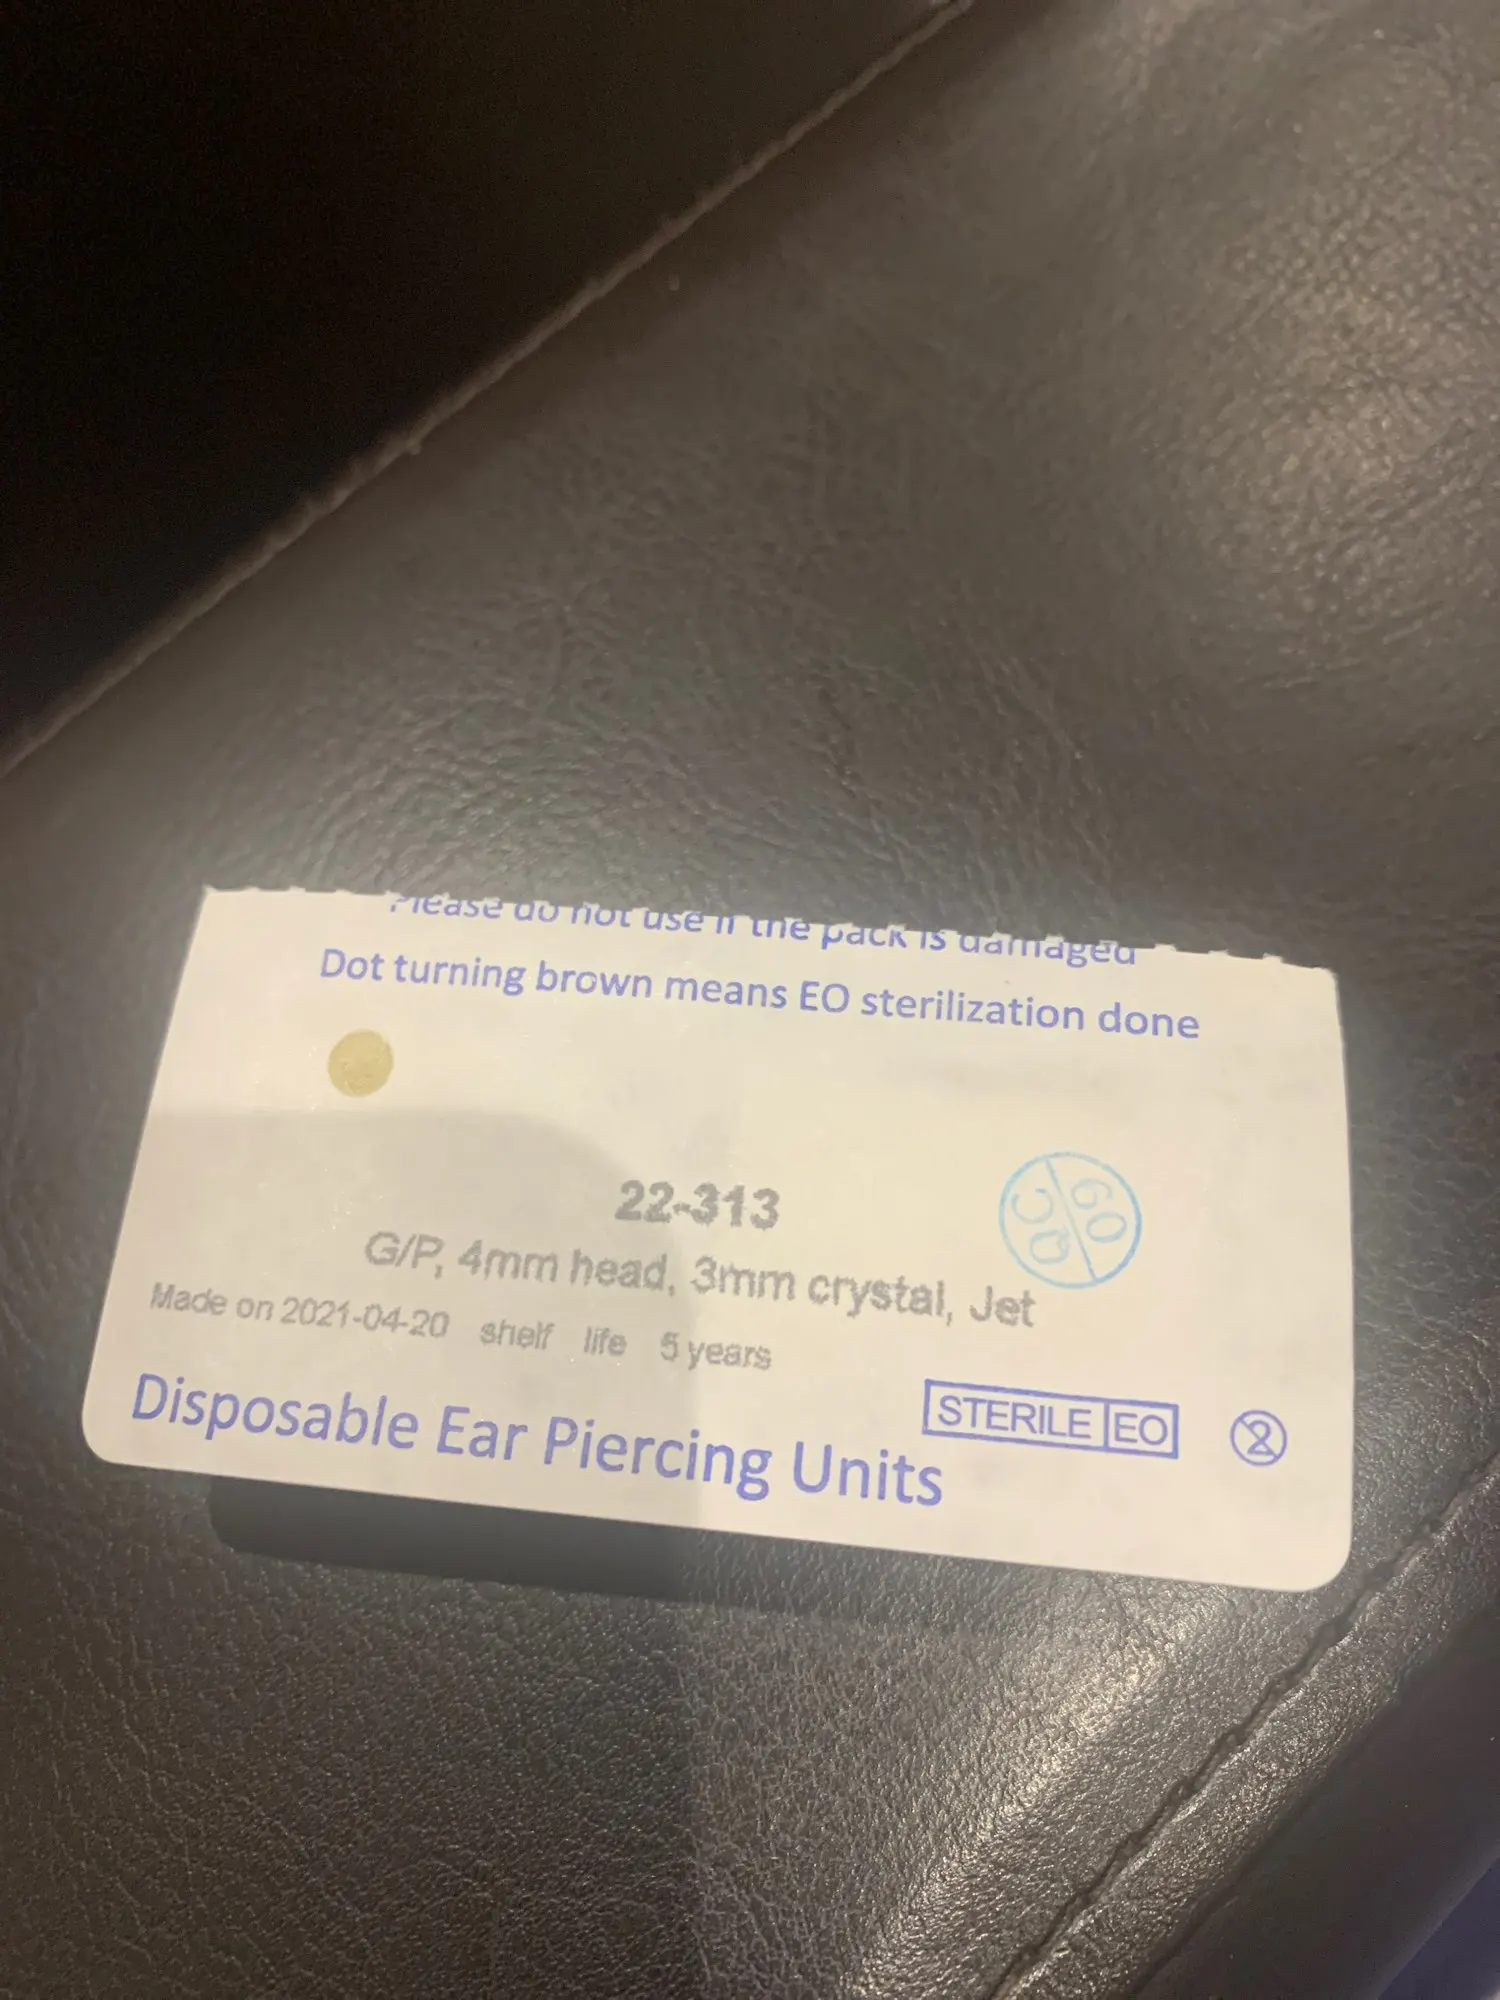 Please do not use if the pack is damaged
Dot turning brown means EO sterilization done
22-313
G/P, 4mm head, 3mm crystal, Jet
QC 09
Made on 2021-04-20 shelf life 5 years
Disposable Ear Piercing Units
STERILE EO
2